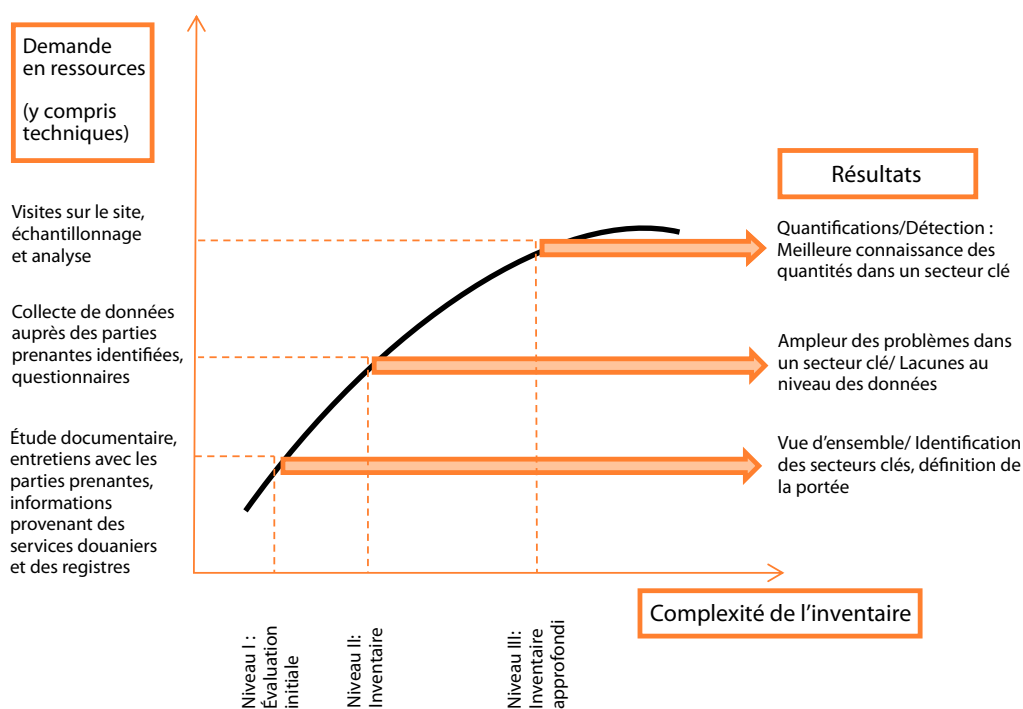 Demande
en ressources
(y compris
techniques)
Résultats
Visites sur le site,
échantillonnage
et analyse
Quantifications/Détection :
Meilleure connaissance des
quantités dans un secteur clé
Collecte de données
auprès des parties
prenantes identifiées,
questionnaires
Ampleur des problèmes dans
un secteur clé/ Lacunes au
niveau des données
Étude documentaire,
entretiens avec les
parties prenantes,
informations
provenant des
services douaniers
et des registres
Vue d’ensemble/ Identification
des secteurs clés, définition de
la portée
Complexité de l’inventaire
Niveau I :
Évaluation
initiale
Niveau II:
Inventaire
Niveau III:
Inventaire
approfondi